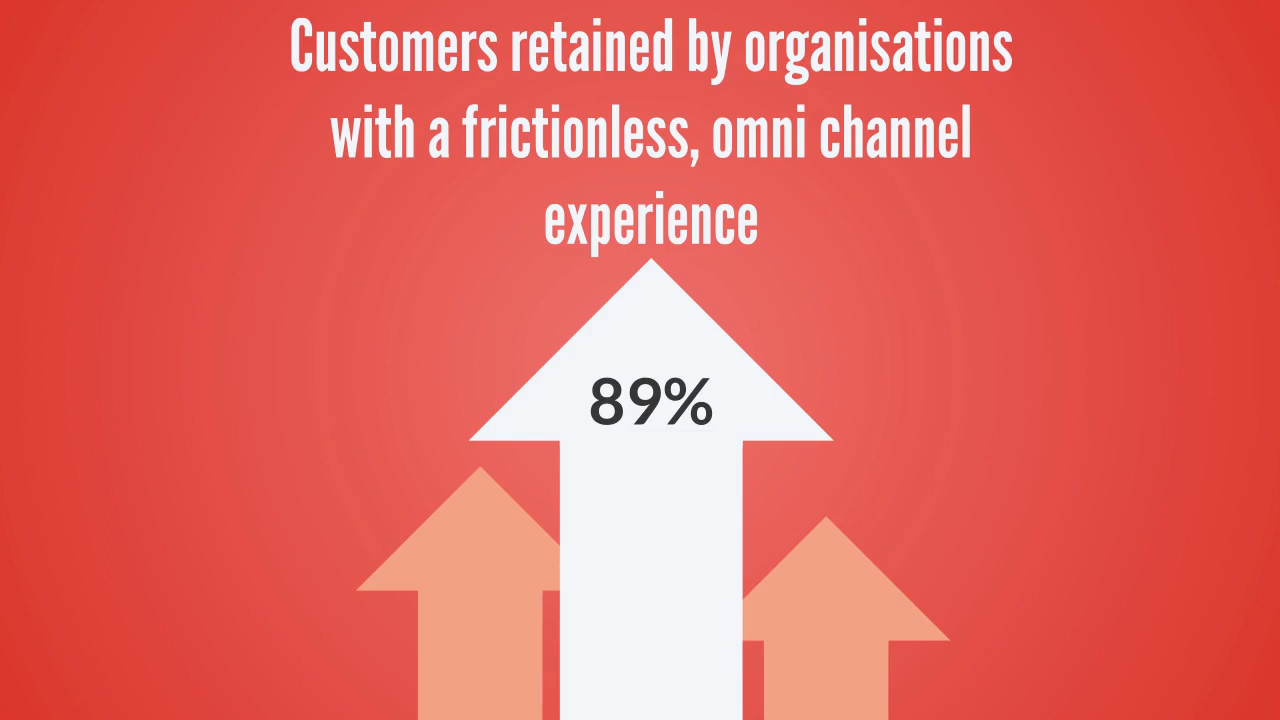 Customers retained by organisations
with a frictionless, omni channel
experience
89%